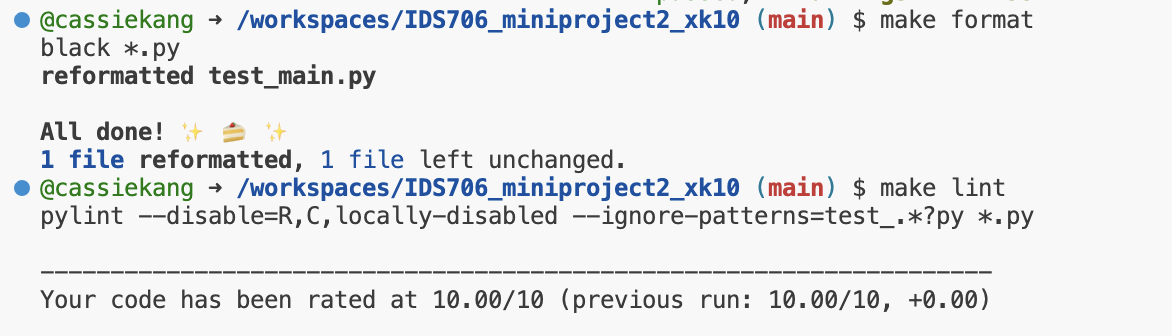 @cassiekang ➜ /workspaces/IDS706_miniproject2_xk10 (main) $ make format
black *.py
reformatted test_main.py
All done! ✨ 🍰 ✨
1 file reformatted, 1 file left unchanged.
@cassiekang ➜ /workspaces/IDS706_miniproject2_xk10 (main) $ make lint
pylint --disable=R,C,locally-disabled --ignore-patterns=test_.*?py *.py
--------------------------------------------------------------------
Your code has been rated at 10.00/10 (previous run: 10.00/10, +0.00)